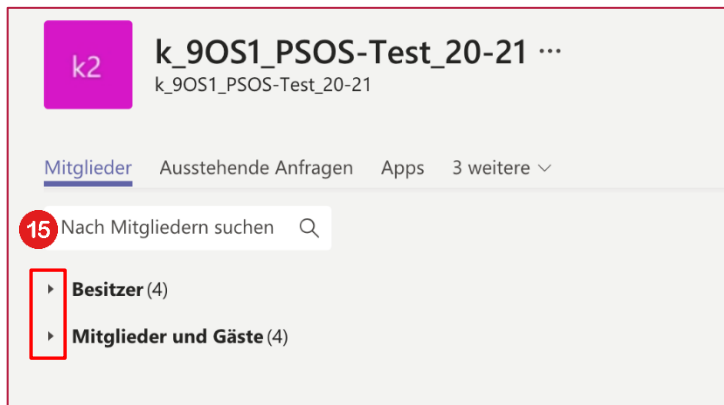 k2
k_9OS1_PSOS-Test_20-21 ···
k_9OS1_PSOS-Test_20-21
Mitglieder Ausstehende Anfragen Apps 3 weitere
15 Nach Mitgliedern suchen
Besitzer (4)
Mitglieder und Gäste (4)